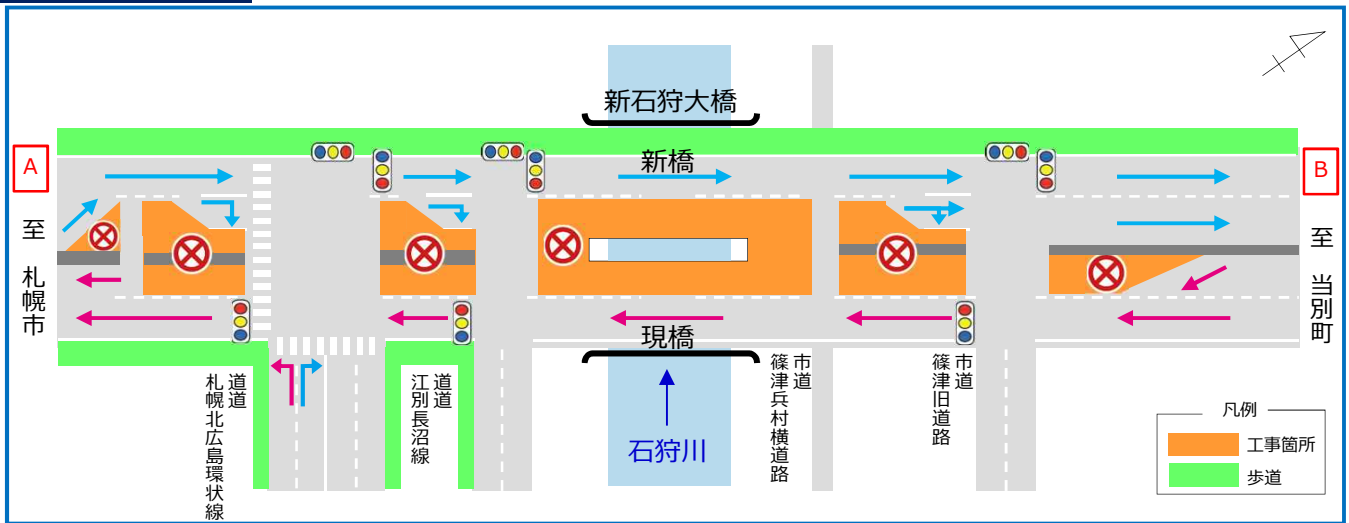 新石狩大橋
新橋
A
至 札幌市
B
至 当別町
現橋
石狩川
道道
札幌北広島環状線
道道
江別長沼線
市道
篠津兵村横道路
市道
篠津旧道路
凡例
工事箇所
歩道